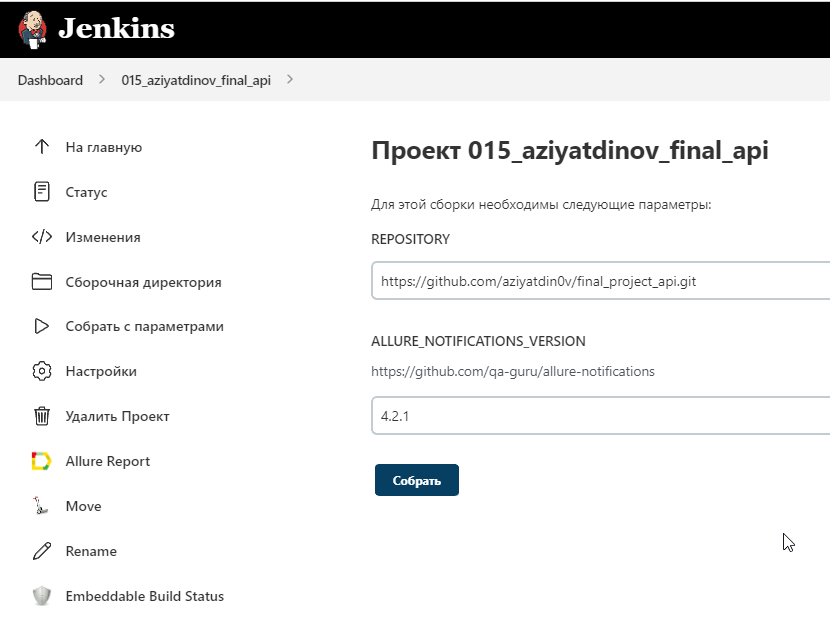 Jenkins
Dashboard
015_aziyatdinov_final_api
На главную
Статус
Изменения
Сборочная директория
Собрать с параметрами
Настройки
Удалить Проект
Allure Report
Move
Rename
Embeddable Build Status
Проект 015_aziyatdinov_final_api
Для этой сборки необходимы следующие параметры:
REPOSITORY
https://github.com/aziyatdin0v/final_project_api.git
ALLURE_NOTIFICATIONS_VERSION
https://github.com/qa-guru/allure-notifications
4.2.1
Собрать